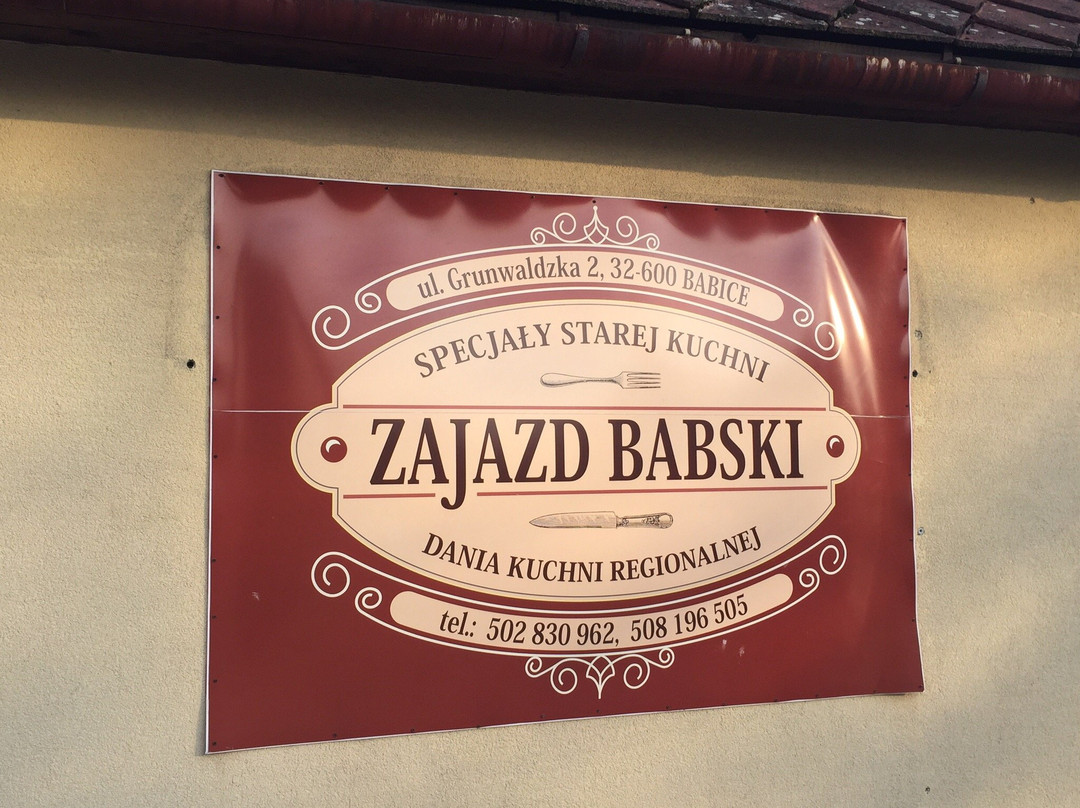 ul. Grunwaldzka 2, 32-600 BABICE
SPECJAŁY STAREJ KUCHNI
ZAJAZD BABSKI
DANIA KUCHNI REGIONALNEJ
tel.: 502 830 962, 508 196 505